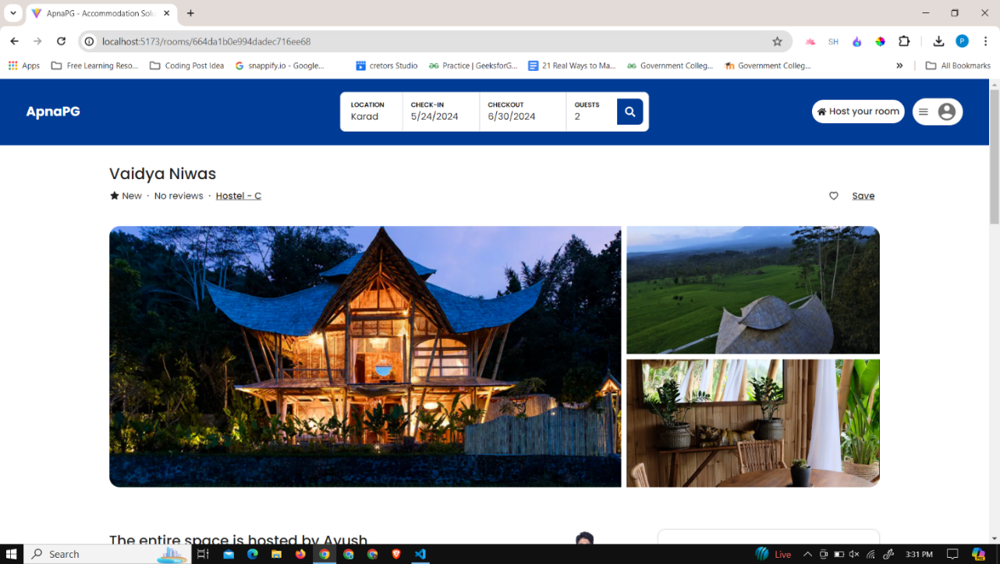 ApnaPG - Accommodation Solu
localhost:5173/rooms/664da1b0e994dadec716ee68
SH
P
Apps
Free Learning Reso...
Coding Post Idea
snappify.io - Google...
cretors Studio
Practice | GeeksforG...
21 Real Ways to Ma...
Government Colleg...
Government Colleg...
»
All Bookmarks
ApnaPG
LOCATION
Karad
CHECK-IN
5/24/2024
CHECKOUT
6/30/2024
GUESTS
2
Host your room
Vaidya Niwas
New · No reviews · Hostel - C
Save
The entire space is hosted by Ayush
Search
Live
3:31 PM